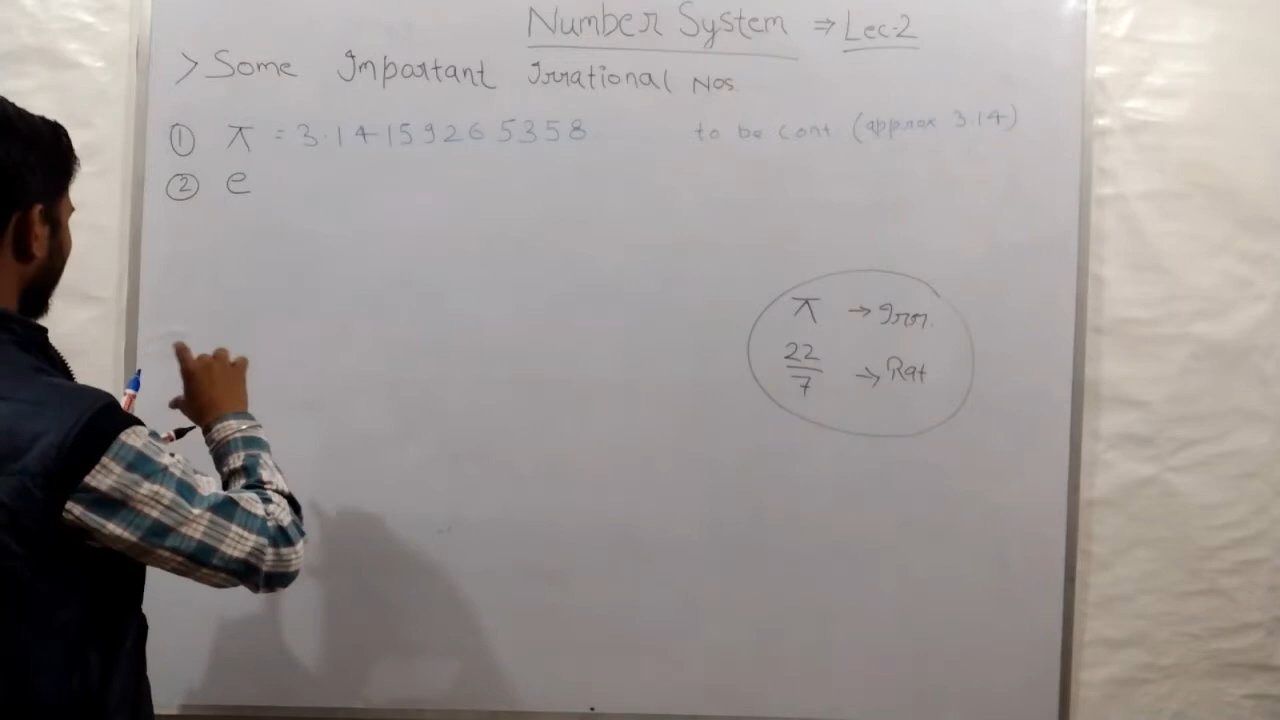 Number System ⇒ Lec-2
> Some Important Irrational Nos.
① π = 3.14159265358 to be cont (approx 3.14)
② e
π → Irr.
22/7 → Rat